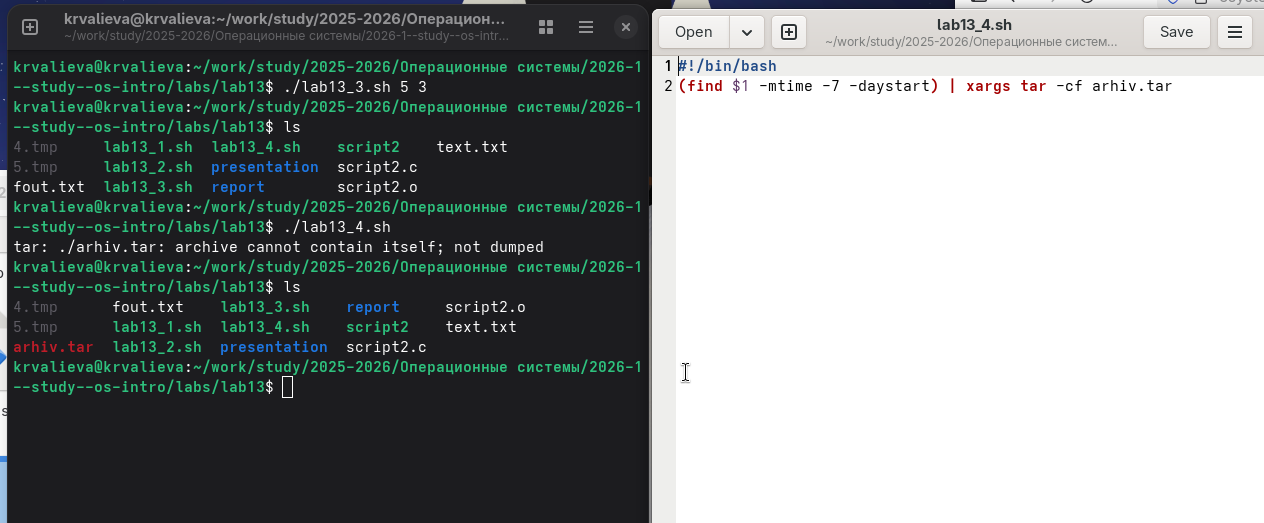 krvalieva@krvalieva:~/work/study/2025-2026/Операцион...
~/work/study/2025-2026/Операционные системы/2026-1--study--os-intr...
krvalieva@krvalieva:~/work/study/2025-2026/Операционные системы/2026-1
--study--os-intro/labs/lab13$ ./lab13_3.sh 5 3
krvalieva@krvalieva:~/work/study/2025-2026/Операционные системы/2026-1
--study--os-intro/labs/lab13$ ls
4.tmp lab13_1.sh lab13_4.sh script2 text.txt
5.tmp lab13_2.sh presentation script2.c
fout.txt lab13_3.sh report script2.o
krvalieva@krvalieva:~/work/study/2025-2026/Операционные системы/2026-1
--study--os-intro/labs/lab13$ ./lab13_4.sh
tar: ./arhiv.tar: archive cannot contain itself; not dumped
krvalieva@krvalieva:~/work/study/2025-2026/Операционные системы/2026-1
--study--os-intro/labs/lab13$ ls
4.tmp fout.txt lab13_3.sh report script2.o
5.tmp lab13_1.sh lab13_4.sh script2 text.txt
arhiv.tar lab13_2.sh presentation script2.c
krvalieva@krvalieva:~/work/study/2025-2026/Операционные системы/2026-1
--study--os-intro/labs/lab13$
Open
lab13_4.sh
~/work/study/2025-2026/Операционные систем...
Save
1 #!/bin/bash
2 (find $1 -mtime -7 -daystart) | xargs tar -cf arhiv.tar